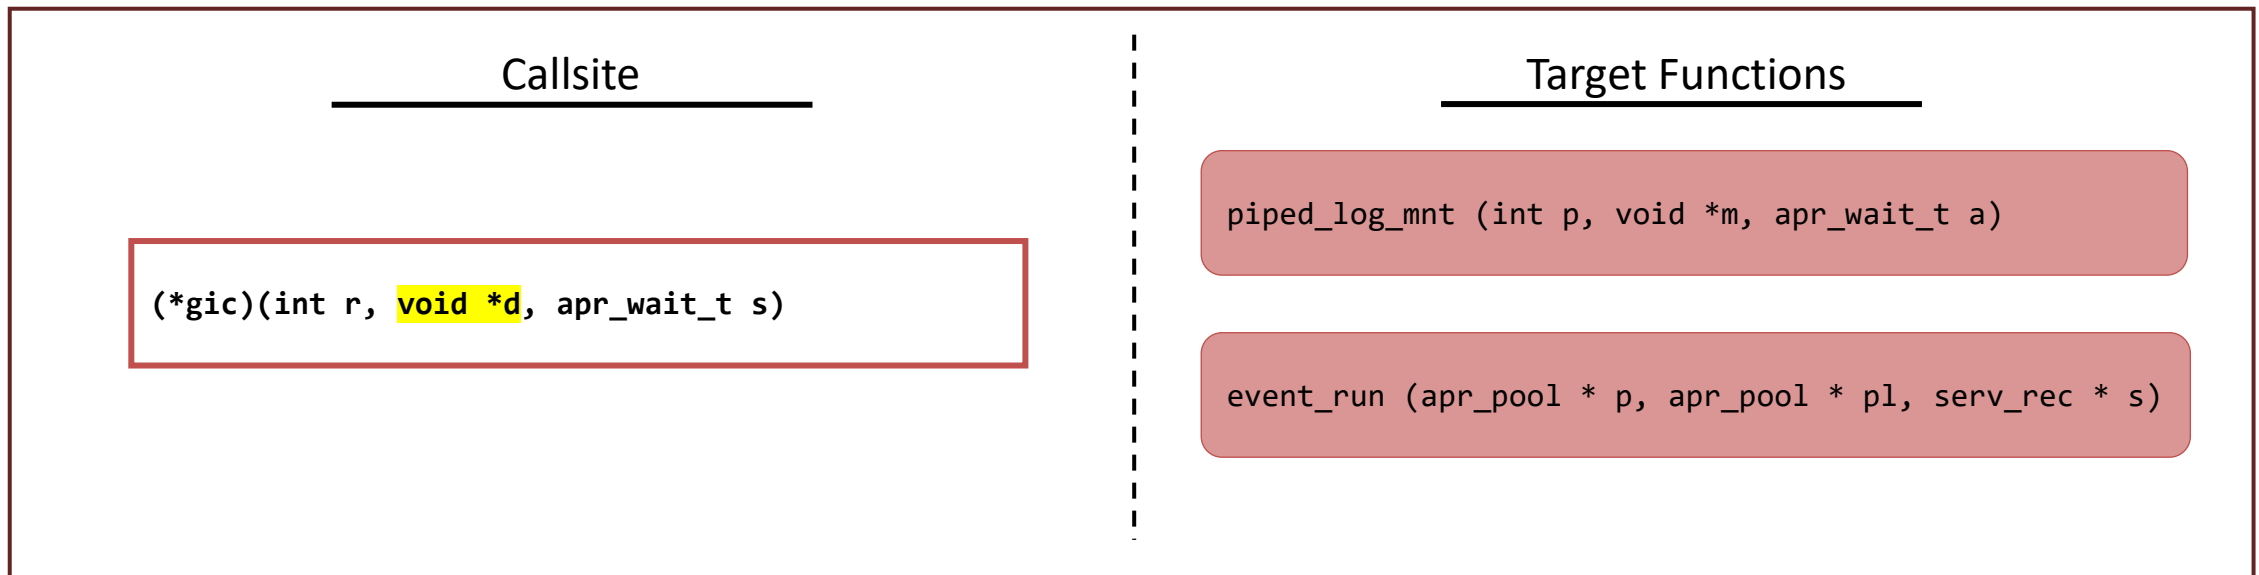 Callsite
Target Functions
(*gic)(int r, void *d, apr_wait_t s)
piped_log_mnt (int p, void *m, apr_wait_t a)
event_run (apr_pool * p, apr_pool * pl, serv_rec * s)